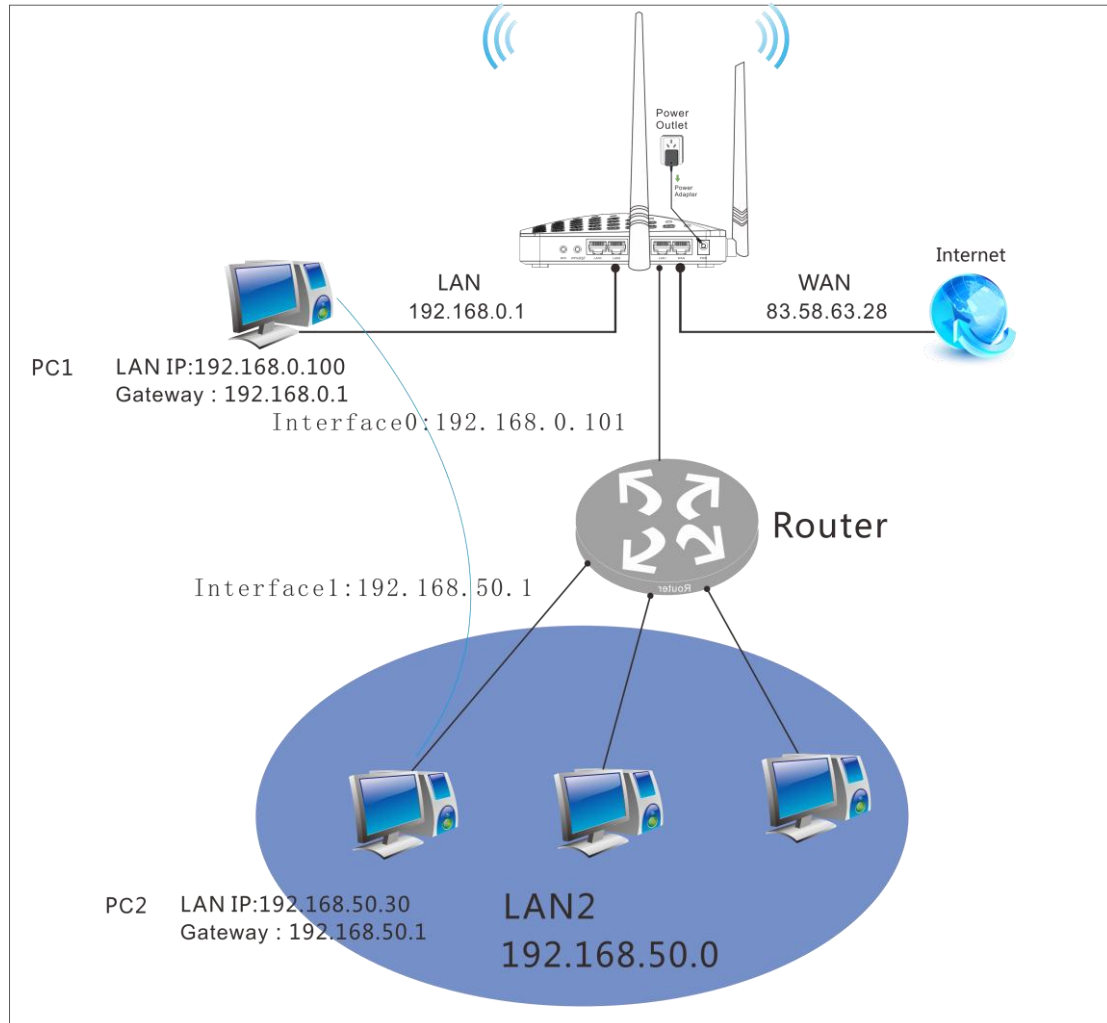 Power
Outlet
Power
Adapter
Internet
LAN
192.168.0.1
WAN
83.58.63.28
PC1
LAN IP:192.168.0.100
Gateway : 192.168.0.1
Interface0:192.168.0.101
Router
Router
Interface1:192.168.50.1
PC2
LAN IP:192.168.50.30
Gateway : 192.168.50.1
LAN2
192.168.50.0